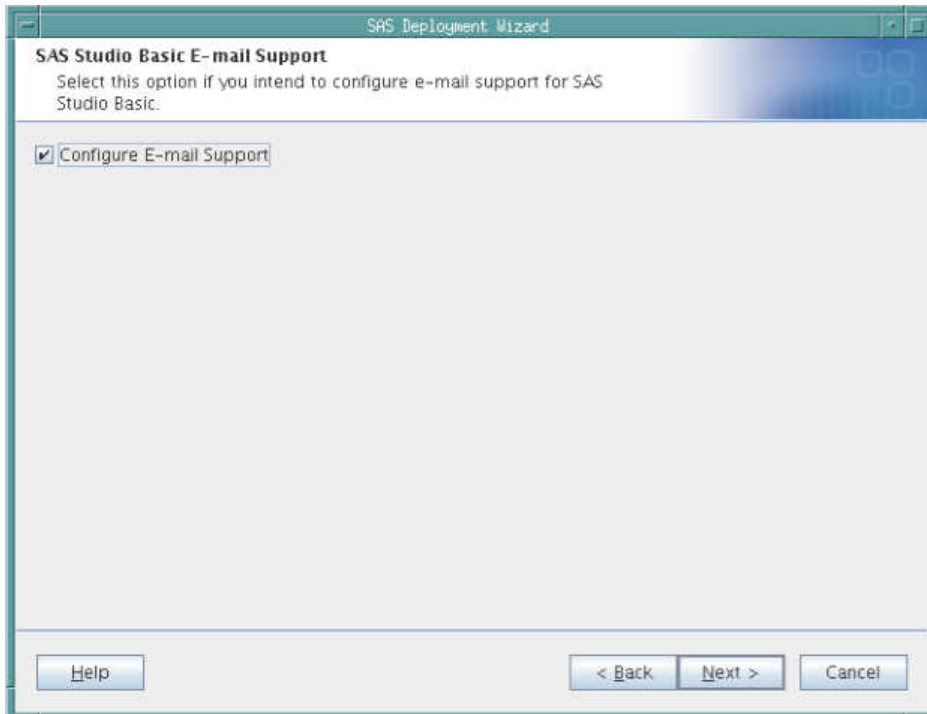 SAS Deployment Wizard
SAS Studio Basic E-mail Support
Select this option if you intend to configure e-mail support for SAS
Studio Basic.
Configure E-mail Support
Help
< Back
Next >
Cancel